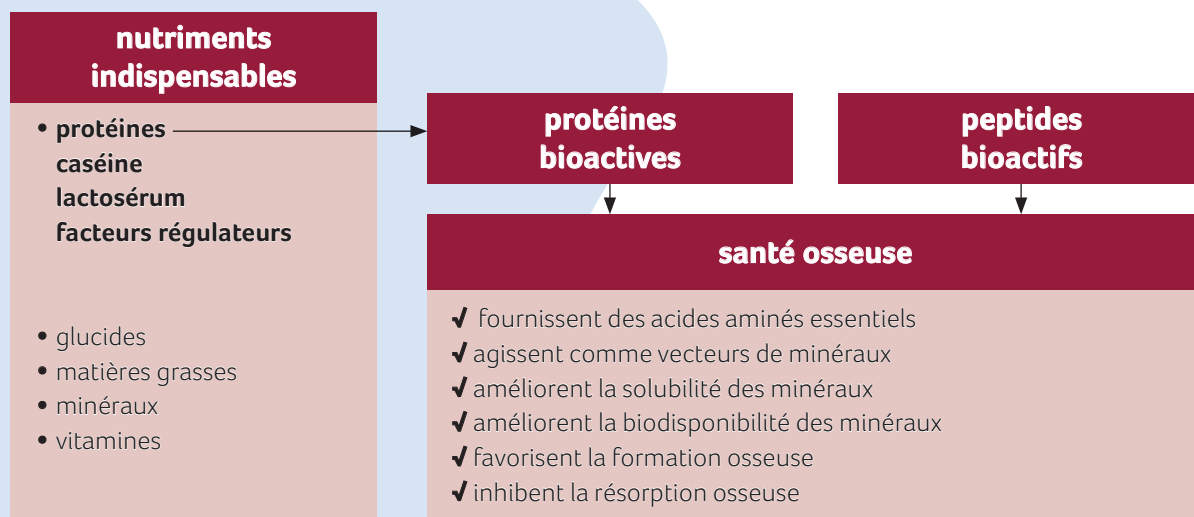 nutriments
indispensables
• protéines
caséine
lactosérum
facteurs régulateurs
• glucides
• matières grasses
• minéraux
• vitamines
protéines
bioactives
peptides
bioactifs
santé osseuse
✓ fournissent des acides aminés essentiels
✓ agissent comme vecteurs de minéraux
✓ améliorent la solubilité des minéraux
✓ améliorent la biodisponibilité des minéraux
✓ favorisent la formation osseuse
✓ inhibent la résorption osseuse